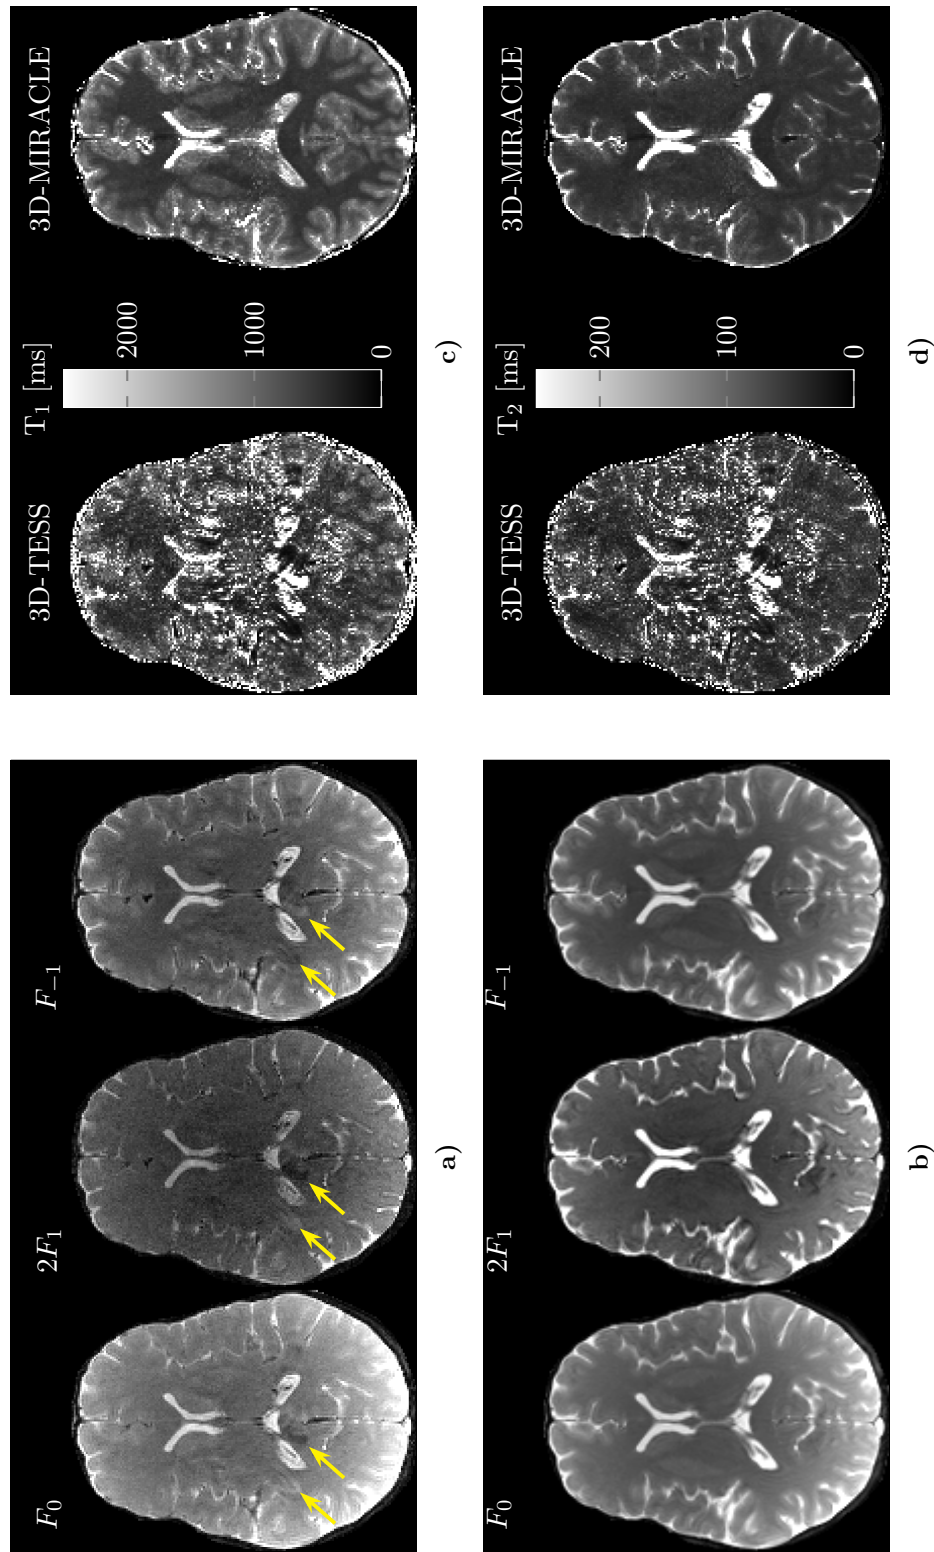 F₀
2F₁
F₋₁
a)
F₀
2F₁
F₋₁
b)
3D-TESS
T₁ [ms]
3D-MIRACLE
2000
1000
0
c)
3D-TESS
T₂ [ms]
3D-MIRACLE
200
100
0
d)